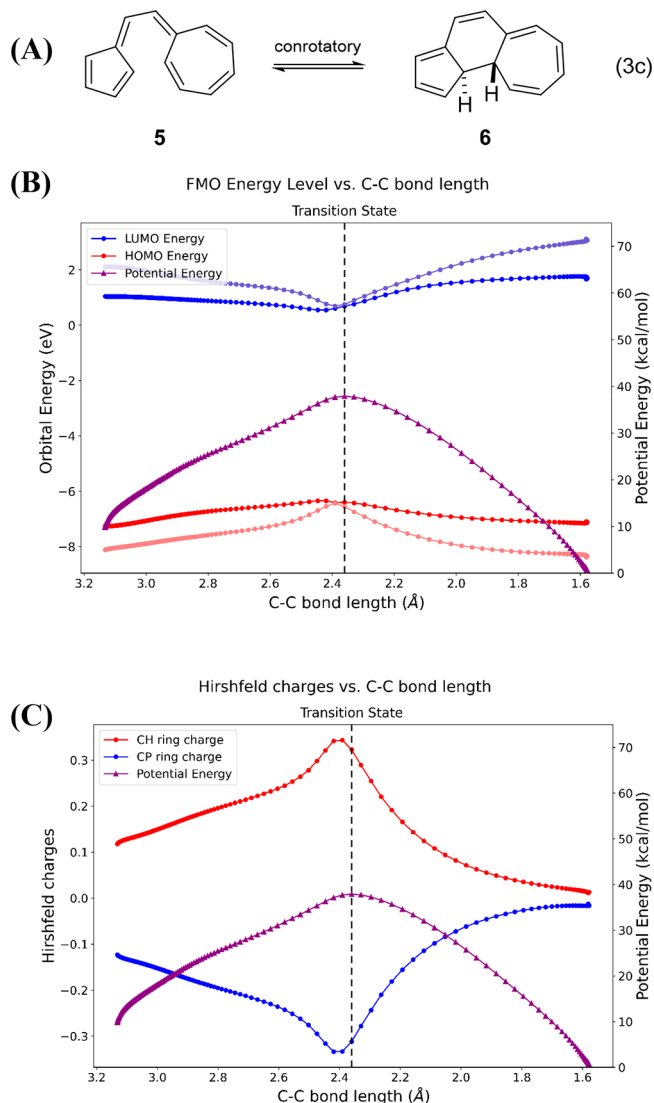 (A)
conrotatory
(3c)
H
H
5
6
(B)
FMO Energy Level vs. C-C bond length
Transition State
LUMO Energy
HOMO Energy
Potential Energy
2
0
−2
−4
−6
−8
Orbital Energy (eV)
70
60
50
40
30
20
10
0
Potential Energy (kcal/mol)
3.2 3.0 2.8 2.6 2.4 2.2 2.0 1.8 1.6
C-C bond length (Å)
Hirshfeld charges vs. C-C bond length
(C)
Transition State
CH ring charge
CP ring charge
Potential Energy
0.3
0.2
0.1
0.0
−0.1
−0.2
−0.3
Hirshfeld charges
70
60
50
40
30
20
10
0
Potential Energy (kcal/mol)
3.2 3.0 2.8 2.6 2.4 2.2 2.0 1.8 1.6
C-C bond length (Å)